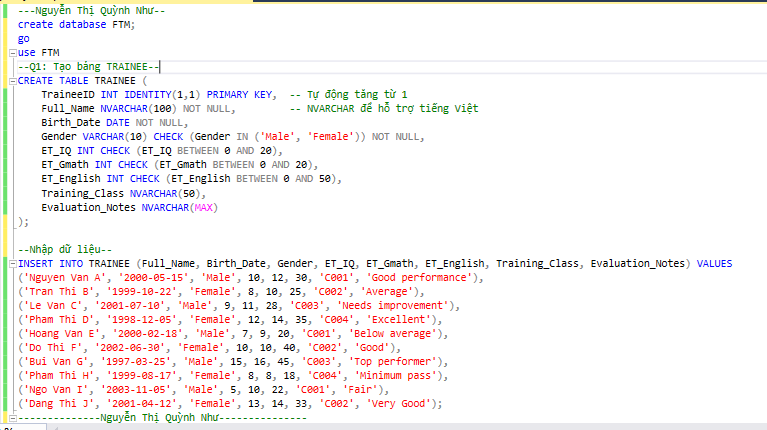 ---Nguyễn Thị Quỳnh Như--
create database FTM;
go
use FTM
--Q1: Tạo bảng TRAINEE--
CREATE TABLE TRAINEE (
TraineeID INT IDENTITY(1,1) PRIMARY KEY, -- Tự động tăng từ 1
Full_Name NVARCHAR(100) NOT NULL, -- NVARCHAR để hỗ trợ tiếng Việt
Birth_Date DATE NOT NULL,
Gender VARCHAR(10) CHECK (Gender IN ('Male', 'Female')) NOT NULL,
ET_IQ INT CHECK (ET_IQ BETWEEN 0 AND 20),
ET_Gmath INT CHECK (ET_Gmath BETWEEN 0 AND 20),
ET_English INT CHECK (ET_English BETWEEN 0 AND 50),
Training_Class NVARCHAR(50),
Evaluation_Notes NVARCHAR(MAX)
);
--Nhập dữ liệu--
INSERT INTO TRAINEE (Full_Name, Birth_Date, Gender, ET_IQ, ET_Gmath, ET_English, Training_Class, Evaluation_Notes) VALUES
('Nguyen Van A', '2000-05-15', 'Male', 10, 12, 30, 'C001', 'Good performance'),
('Tran Thi B', '1999-10-22', 'Female', 8, 10, 25, 'C002', 'Average'),
('Le Van C', '2001-07-10', 'Male', 9, 11, 28, 'C003', 'Needs improvement'),
('Pham Thi D', '1998-12-05', 'Female', 12, 14, 35, 'C004', 'Excellent'),
('Hoang Van E', '2000-02-18', 'Male', 7, 9, 20, 'C001', 'Below average'),
('Do Thi F', '2002-06-30', 'Female', 10, 10, 40, 'C002', 'Good'),
('Bui Van G', '1997-03-25', 'Male', 15, 16, 45, 'C003', 'Top performer'),
('Pham Thi H', '1999-08-17', 'Female', 8, 8, 18, 'C004', 'Minimum pass'),
('Ngo Van I', '2003-11-05', 'Male', 5, 10, 22, 'C001', 'Fair'),
('Dang Thi J', '2001-04-12', 'Female', 13, 14, 33, 'C002', 'Very Good');
--------------Nguyễn Thị Quỳnh Như---------------